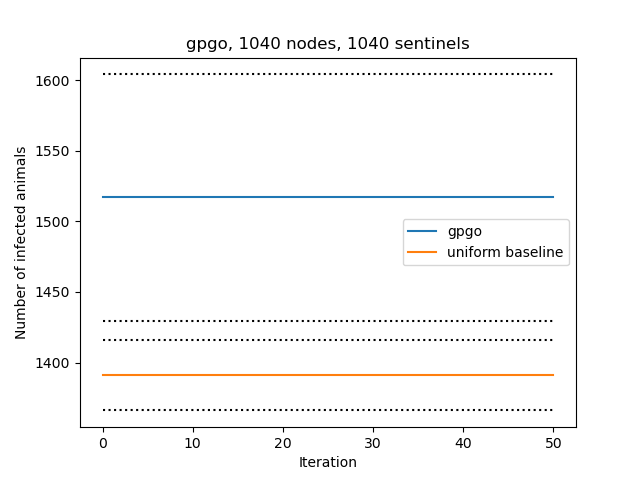 gpgo, 1040 nodes, 1040 sentinels
1600
1550
1500
1450
1400
Number of infected animals
gpgo
uniform baseline
0
10
20
30
40
50
Iteration